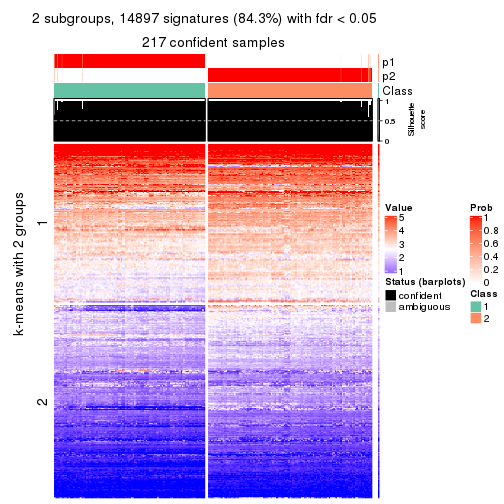 2 subgroups, 14897 signatures (84.3%) with fdr < 0.05
217 confident samples
p1
p2
Class
1
0.5
0
Silhouette
score
k-means with 2 groups
1
2
Value
5
4
3
2
1
Prob
1
0.8
0.6
0.4
0.2
0
Status (barplots)
confident
ambiguous
Class
1
2